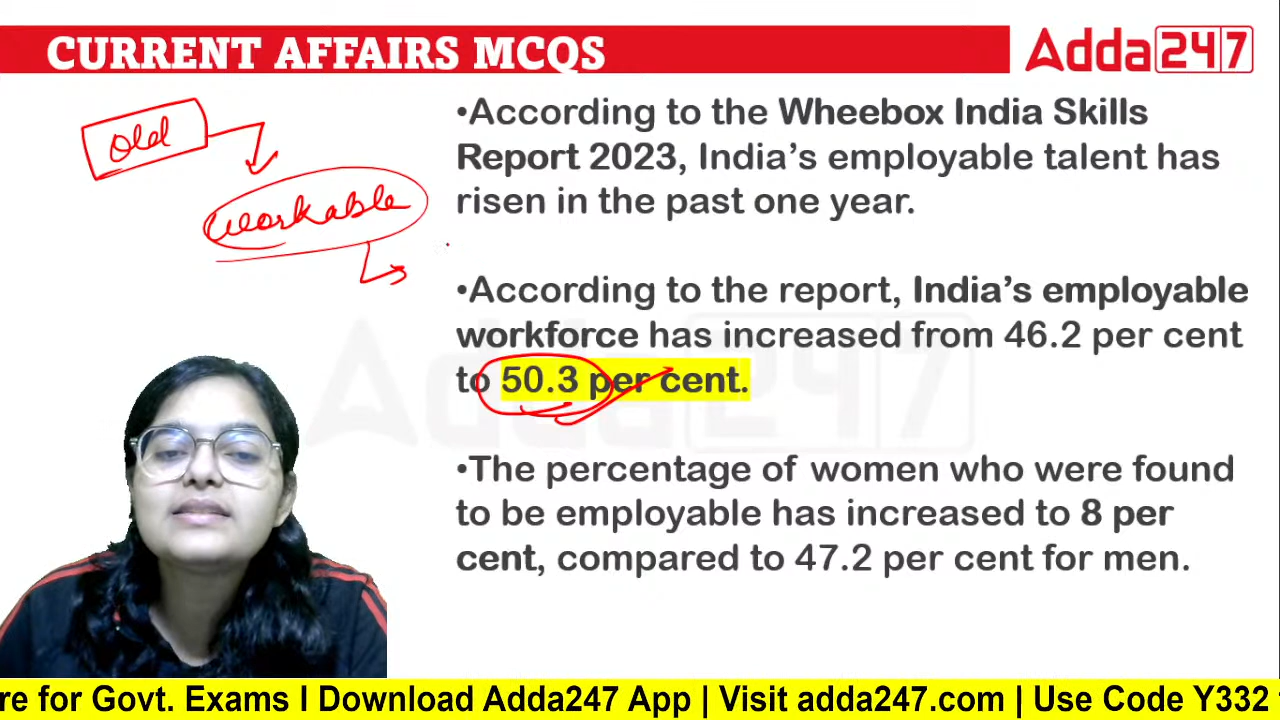 CURRENT AFFAIRS MCQS
Adda247
old
workable
•According to the Wheebox India Skills
Report 2023, India's employable talent has
risen in the past one year.
•According to the report, India's employable
workforce has increased from 46.2 per cent
to 50.3 per cent.
•The percentage of women who were found
to be employable has increased to 8 per
cent, compared to 47.2 per cent for men.
Adda247
re for Govt. Exams I Download Adda247 App | Visit adda247.com | Use Code Y332